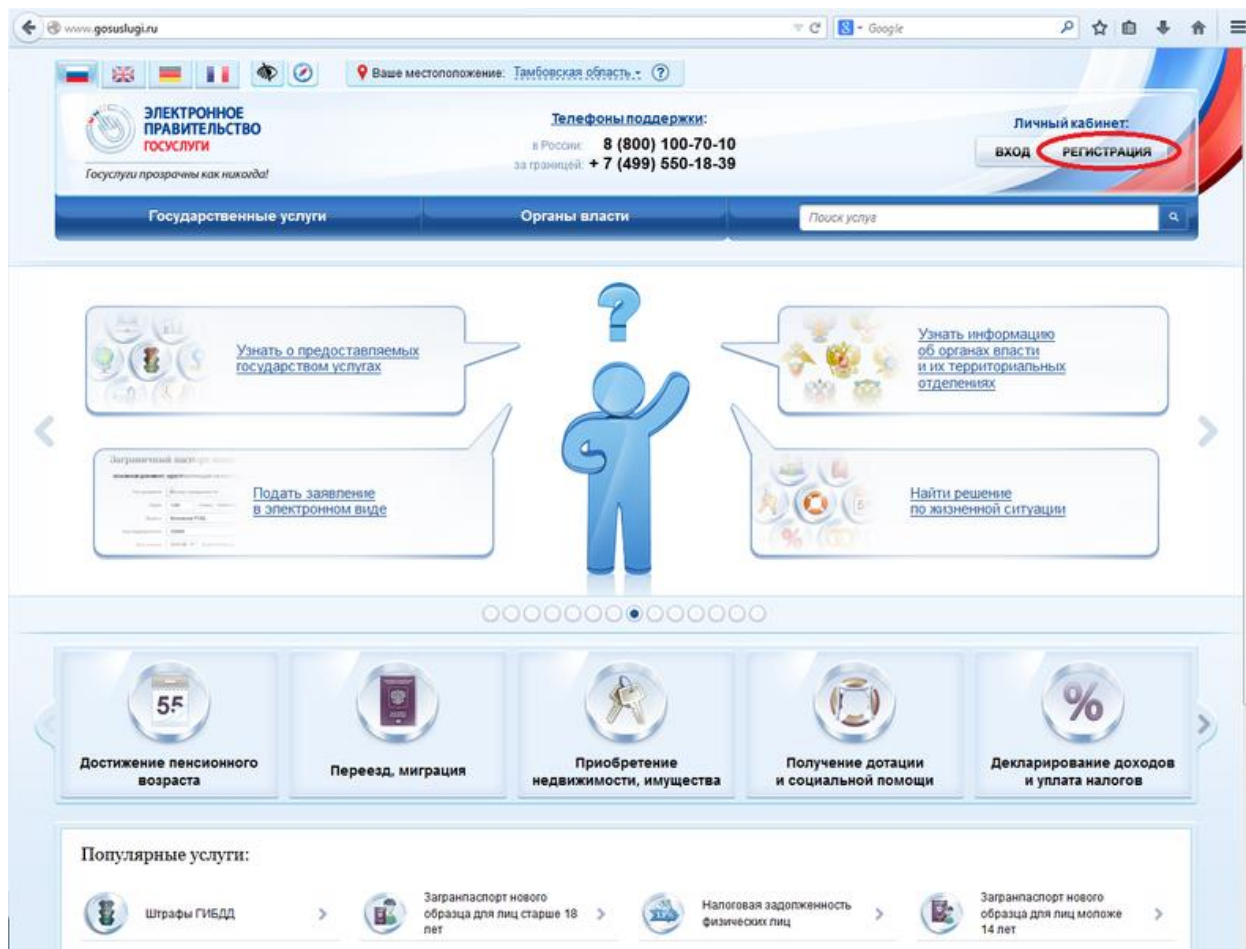 www.gosuslugi.ru
Google
Ваше местоположение: Тамбовская область
ЭЛЕКТРОННОЕ
ПРАВИТЕЛЬСТВО
ГОСУСЛУГИ
Госуслуги прозрачны как никогда!
Телефоны поддержки:
в России: 8 (800) 100-70-10
за границей: + 7 (499) 550-18-39
Личный кабинет:
ВХОД РЕГИСТРАЦИЯ
Государственные услуги
Органы власти
Поиск услуг
?
Узнать о предоставляемых
государством услугах
Узнать информацию
об органах власти
и их территориальных
отделениях
Подать заявление
в электронном виде
Найти решение
по жизненной ситуации
55
%
Достижение пенсионного
возраста
Переезд, миграция
Приобретение
недвижимости, имущества
Получение дотации
и социальной помощи
Декларирование доходов
и уплата налогов
Популярные услуги:
Штрафы ГИБДД
Загранпаспорт нового
образца для лиц старше 18
лет
Налоговая задолженность
физических лиц
Загранпаспорт нового
образца для лиц моложе
14 лет